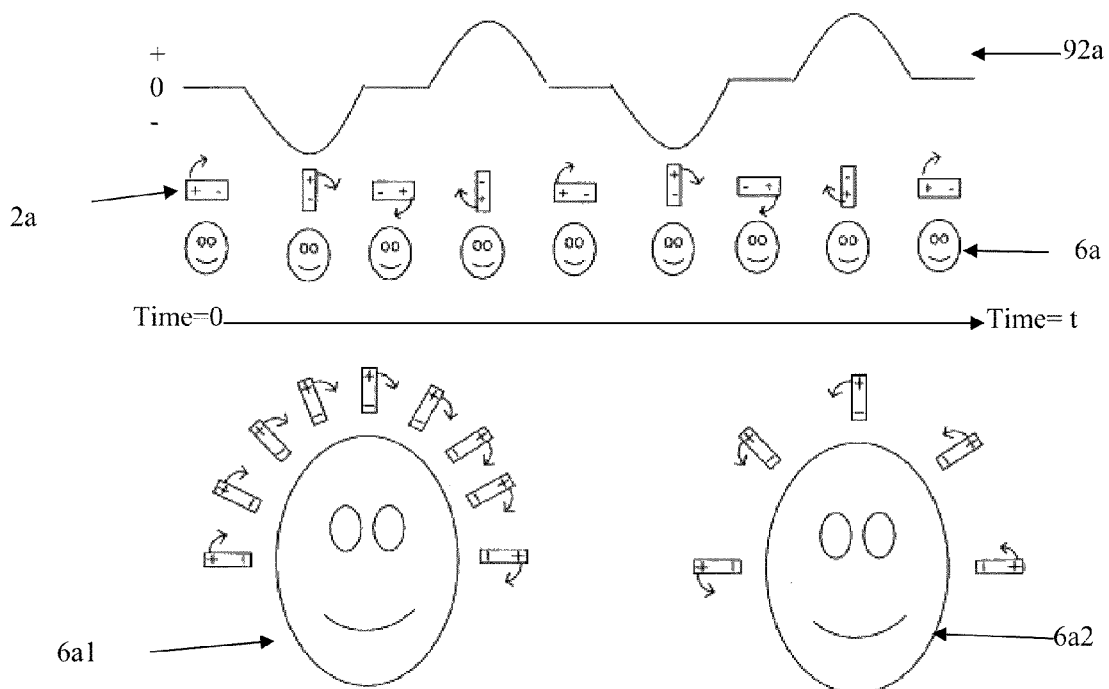 +
0
-
92a
2a
+ -
+
-
- +
-
+
+ -
+
-
- +
-
+
+ -
6a
Time=0
Time= t
6a1
6a2